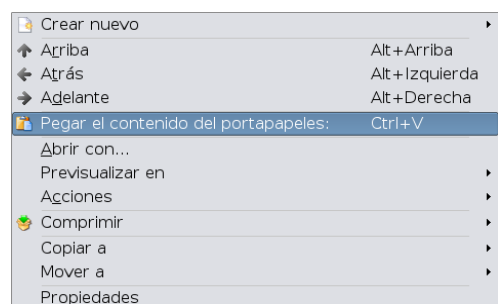 Crear nuevo
Arriba Alt+Arriba
Atrás Alt+Izquierda
Adelante Alt+Derecha
Pegar el contenido del portapapeles: Ctrl+V
Abrir con...
Previsualizar en
Acciones
Comprimir
Copiar a
Mover a
Propiedades